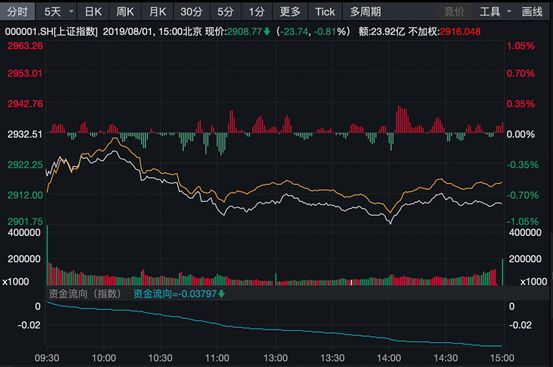 分时 5天 日K 周K 月K 30分 5分 1分 更多 Tick 多周期 竞价 工具 画线
000001.SH[上证指数] 2019/08/01, 15:00北京 现价:2908.77 (-23.74, -0.81%) 额:23.92亿 不加权:2916.048
2963.26 1.05%
2953.01 0.70%
2942.76 0.35%
2932.51 0.00%
2922.25 -0.35%
2912.00 -0.70%
2901.75 -1.05%
400000 400000
200000 200000
x1000 x1000
资金流向（指数） 资金流向=-0.03797
0 0
-0.02 -0.02
09:30 10:00 10:30 11:00 13:00 13:30 14:00 14:30 15:00